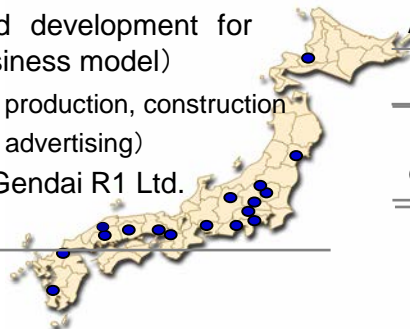 d development for
siness model）
production, construction
advertising）
Gendai R1 Ltd.